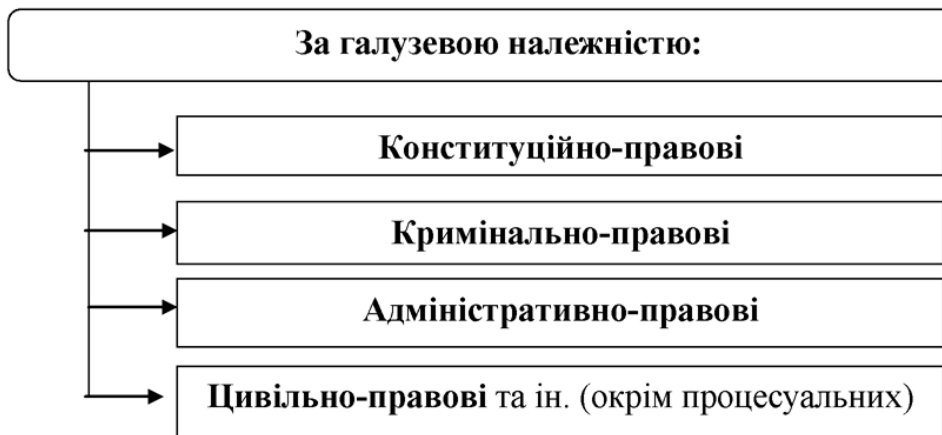 За галузевою належністю:
Конституційно-правові
Кримінально-правові
Адміністративно-правові
Цивільно-правові та ін. (окрім процесуальних)